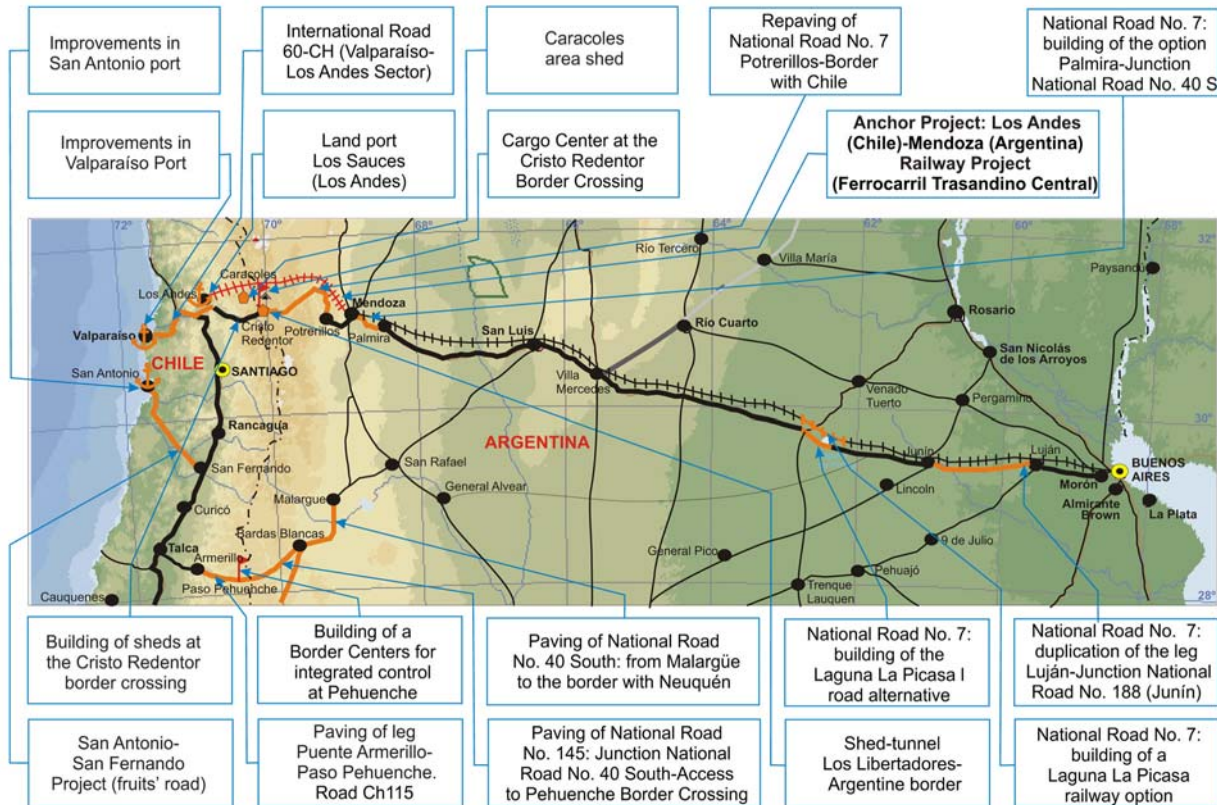 Improvements in
San Antonio port
International Road
60-CH (Valparaíso-
Los Andes Sector)
Caracoles
area shed
Repaving of
National Road No. 7
Potrerillos-Border
with Chile
National Road No. 7:
building of the option
Palmira-Junction
National Road No. 40 S
Improvements in
Valparaíso Port
Land port
Los Sauces
(Los Andes)
Cargo Center at the
Cristo Redentor
Border Crossing
Anchor Project: Los Andes
(Chile)-Mendoza (Argentina)
Railway Project
(Ferrocarril Trasandino Central)
72°
70°
68°
64°
62°
60°
32°
Río Tercero
Villa María
Paysandú
Caracoles
Los Andes
Mendoza
Valparaíso
Cristo
Redentor
Potrerillos
Palmira
San Luis
Río Cuarto
Rosario
CHILE
San Nicolás
de los Arroyos
San Antonio
SANTIAGO
Villa
Mercedes
Venado
Tuerto
Pergamino
30°
Rancagua
ARGENTINA
San Fernando
San Rafael
Junín
Luján
BUENOS
AIRES
Morón
Malargue
General Alvear
Lincoln
Almirante
Brown
La Plata
Curicó
Bardas Blancas
Talca
Armerillo
General Pico
9 de Julio
Paso Pehuenche
Pehuajó
Cauquenes
Trenque
Lauquen
28°
Building of sheds at
the Cristo Redentor
border crossing
Building of a
Border Centers for
integrated control
at Pehuenche
Paving of National Road
No. 40 South: from Malargüe
to the border with Neuquén
National Road No. 7:
building of the
Laguna La Picasa I
road alternative
National Road No. 7:
duplication of the leg
Luján-Junction National
Road No. 188 (Junín)
San Antonio-
San Fernando
Project (fruits' road)
Paving of leg
Puente Armerillo-
Paso Pehuenche.
Road Ch115
Paving of National Road
No. 145: Junction National
Road No. 40 South-Access
to Pehuenche Border Crossing
Shed-tunnel
Los Libertadores-
Argentine border
National Road No. 7:
building of a
Laguna La Picasa
railway option